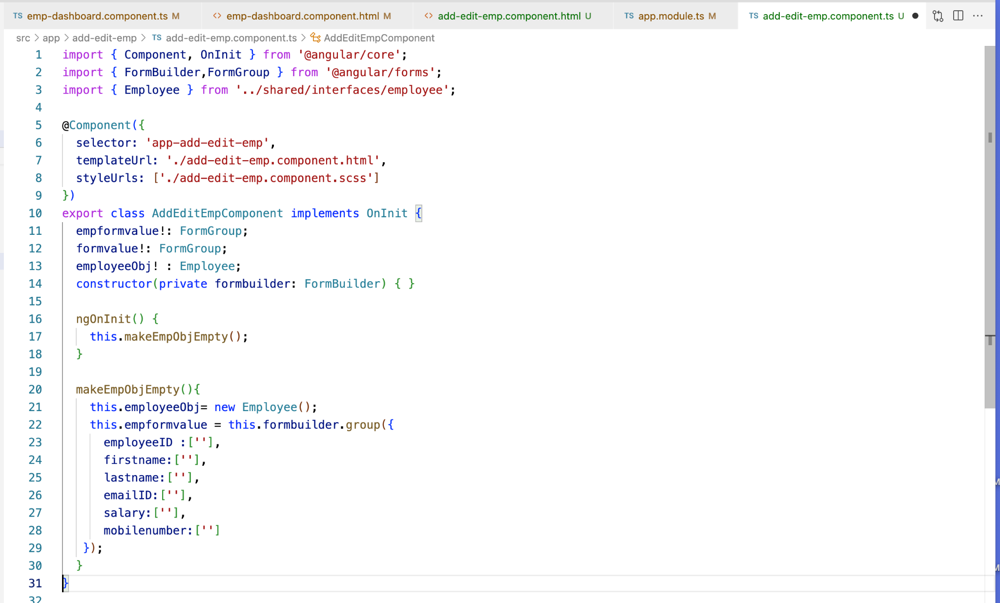 TS emp-dashboard.component.ts M <> emp-dashboard.component.html M <> add-edit-emp.component.html U TS app.module.ts M TS add-edit-emp.component.ts U ● ···
src > app > add-edit-emp > TS add-edit-emp.component.ts > AddEditEmpComponent
1 import { Component, OnInit } from '@angular/core';
2 import { FormBuilder,FormGroup } from '@angular/forms';
3 import { Employee } from '../shared/interfaces/employee';
4
5 @Component({
6   selector: 'app-add-edit-emp',
7   templateUrl: './add-edit-emp.component.html',
8   styleUrls: ['./add-edit-emp.component.scss']
9 })
10 export class AddEditEmpComponent implements OnInit {
11   empformvalue!: FormGroup;
12   formvalue!: FormGroup;
13   employeeObj! : Employee;
14   constructor(private formbuilder: FormBuilder) { }
15
16   ngOnInit() {
17     this.makeEmpObjEmpty();
18   }
19
20   makeEmpObjEmpty(){
21     this.employeeObj= new Employee();
22     this.empformvalue = this.formbuilder.group({
23       employeeID :[''],
24       firstname:[''],
25       lastname:[''],
26       emailID:[''],
27       salary:[''],
28       mobilenumber:['']
29    });
30   }
31 }
32